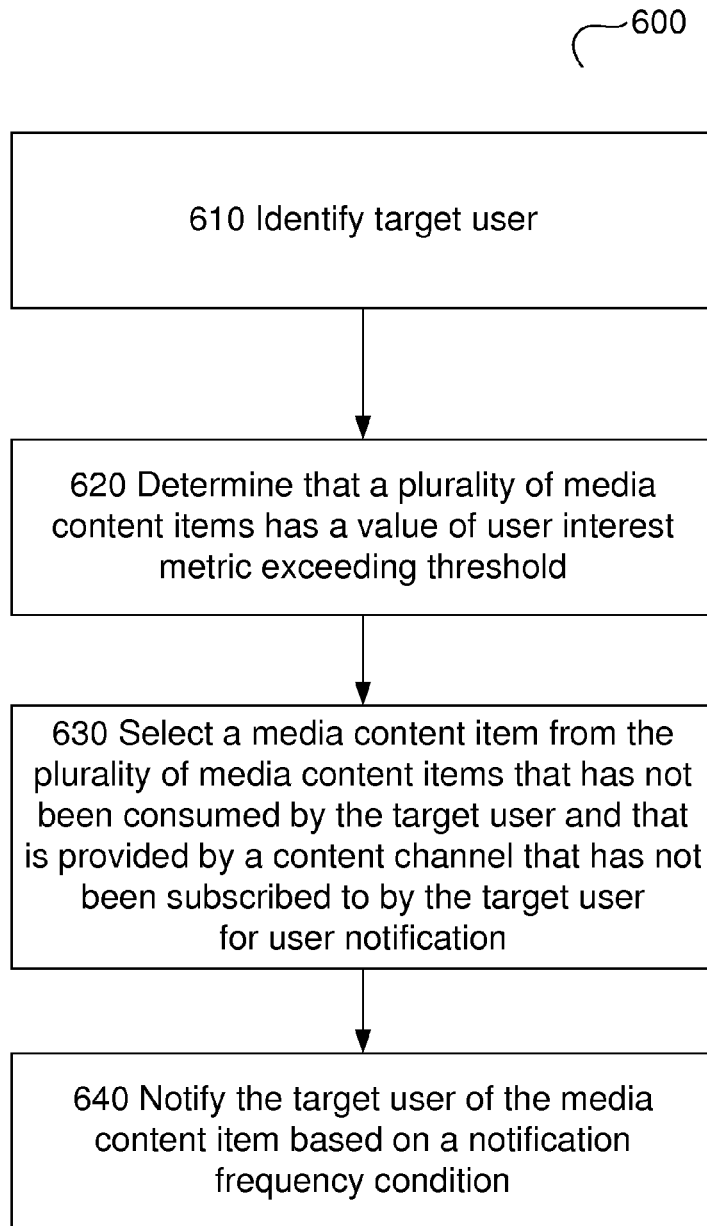 600
610 Identify target user
620 Determine that a plurality of media
content items has a value of user interest
metric exceeding threshold
630 Select a media content item from the
plurality of media content items that has not
been consumed by the target user and that
is provided by a content channel that has not
been subscribed to by the target user
for user notification
640 Notify the target user of the media
content item based on a notification
frequency condition